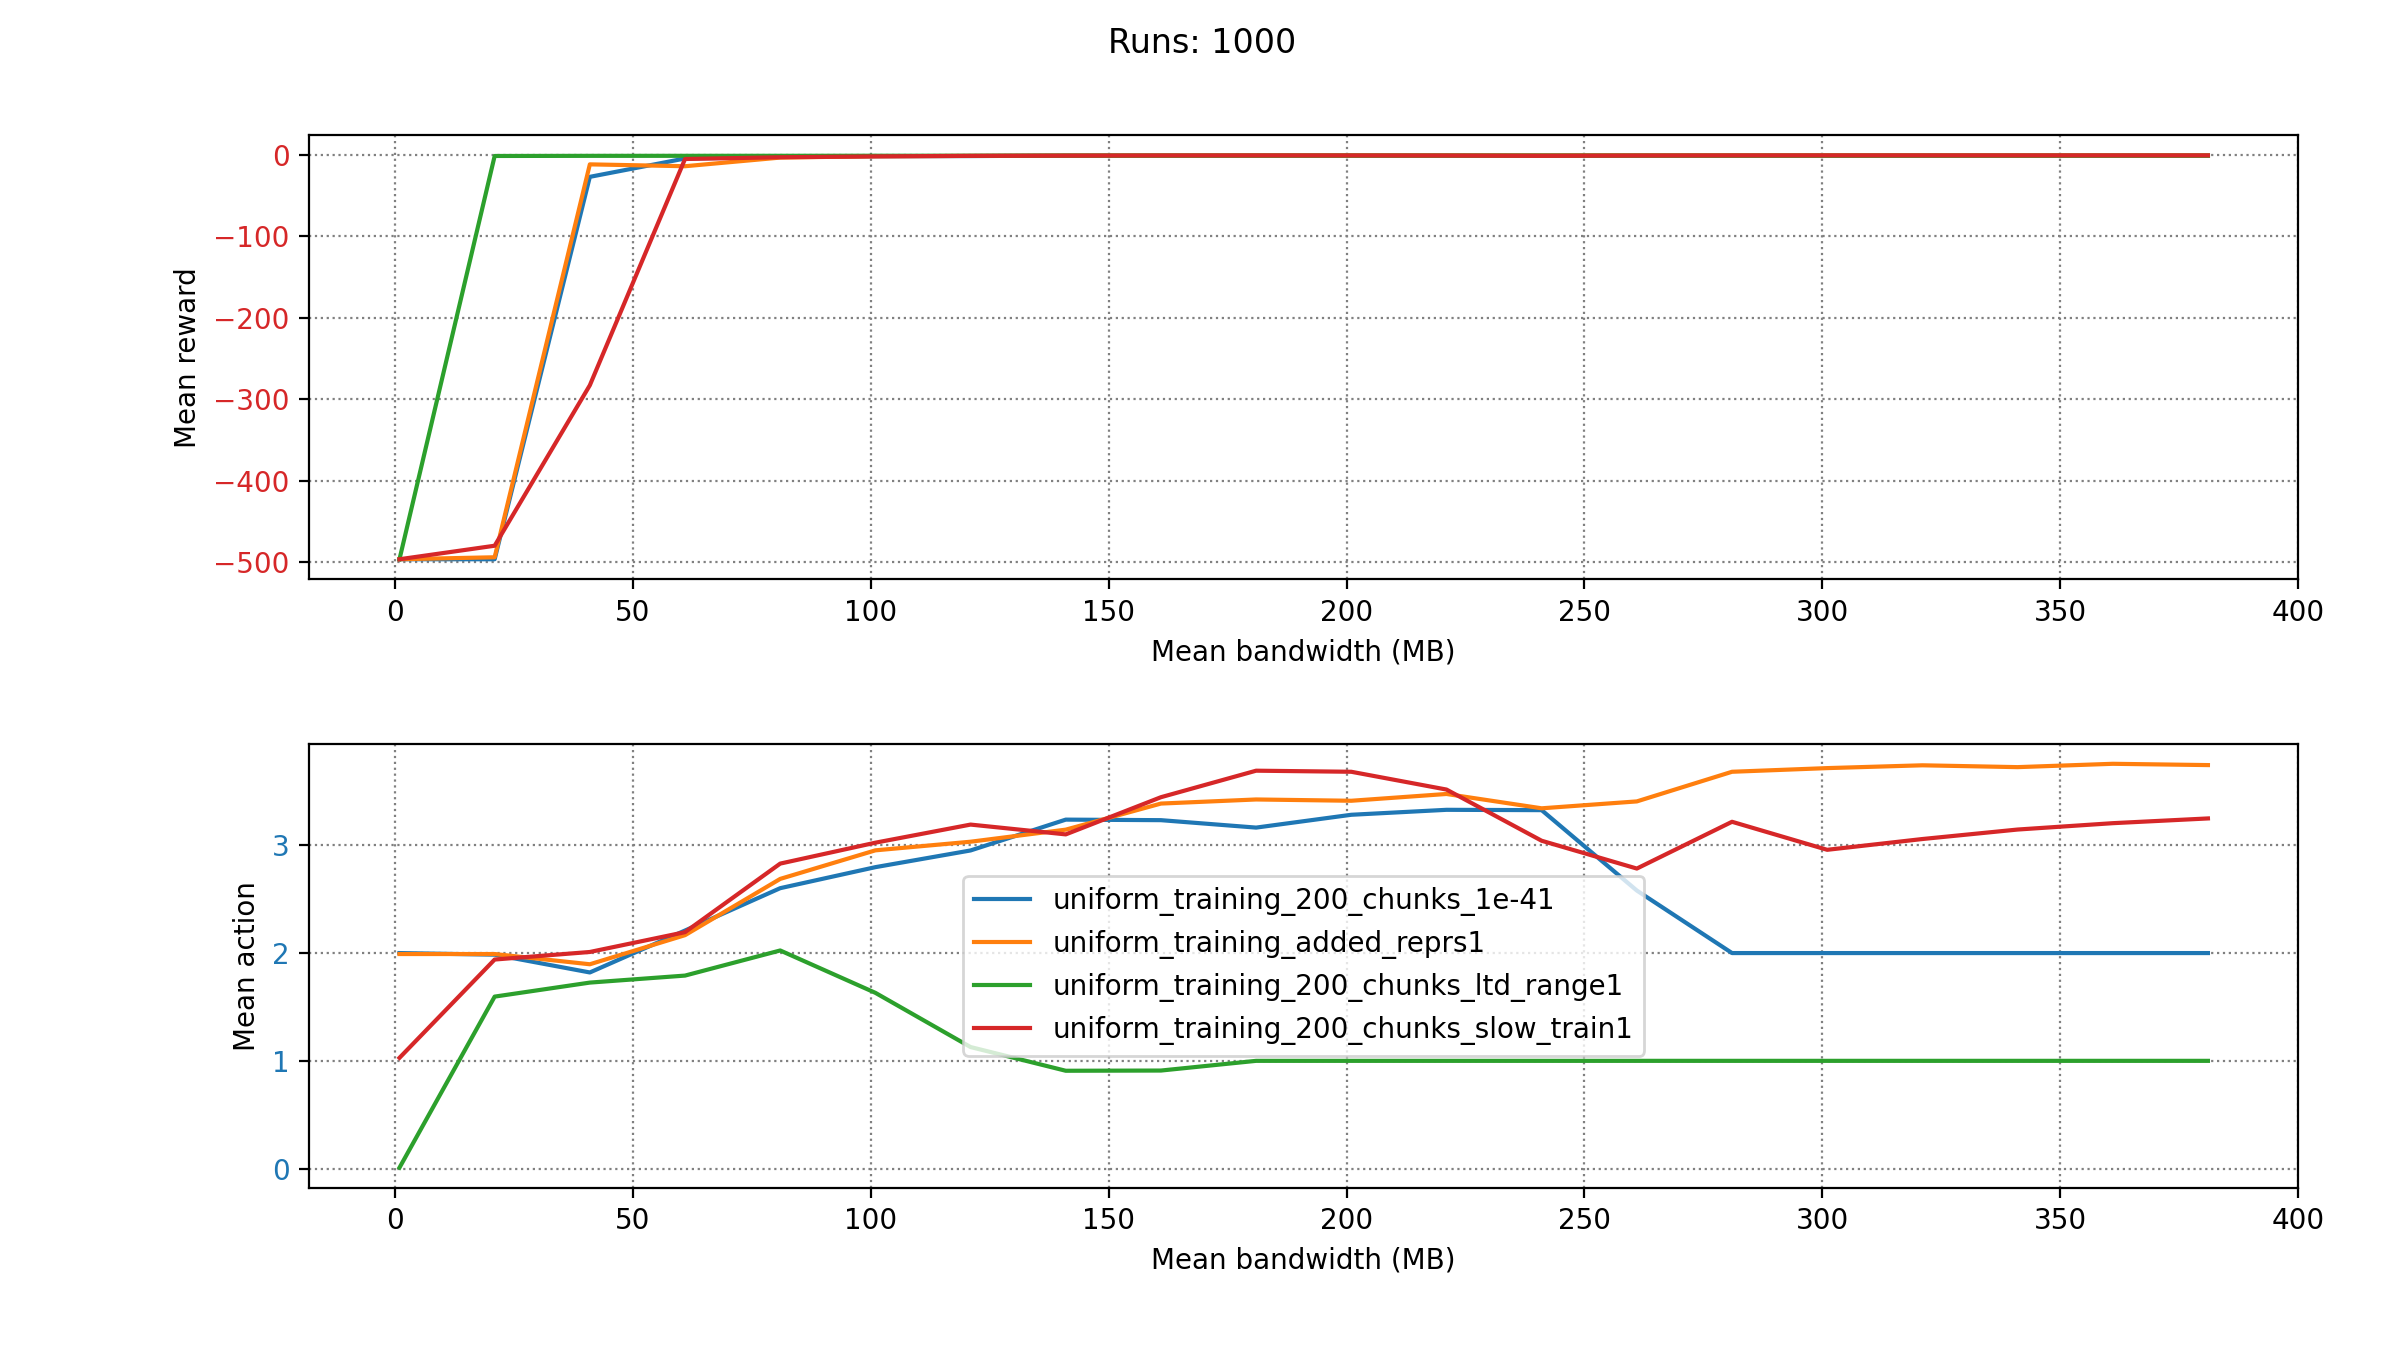 Runs: 1000
0
−100
−200
−300
−400
−500
Mean reward
0 50 100 150 200 250 300 350 400
Mean bandwidth (MB)
3
2
1
0
Mean action
uniform_training_200_chunks_1e-41
uniform_training_added_reprs1
uniform_training_200_chunks_ltd_range1
uniform_training_200_chunks_slow_train1
0 50 100 150 200 250 300 350 400
Mean bandwidth (MB)